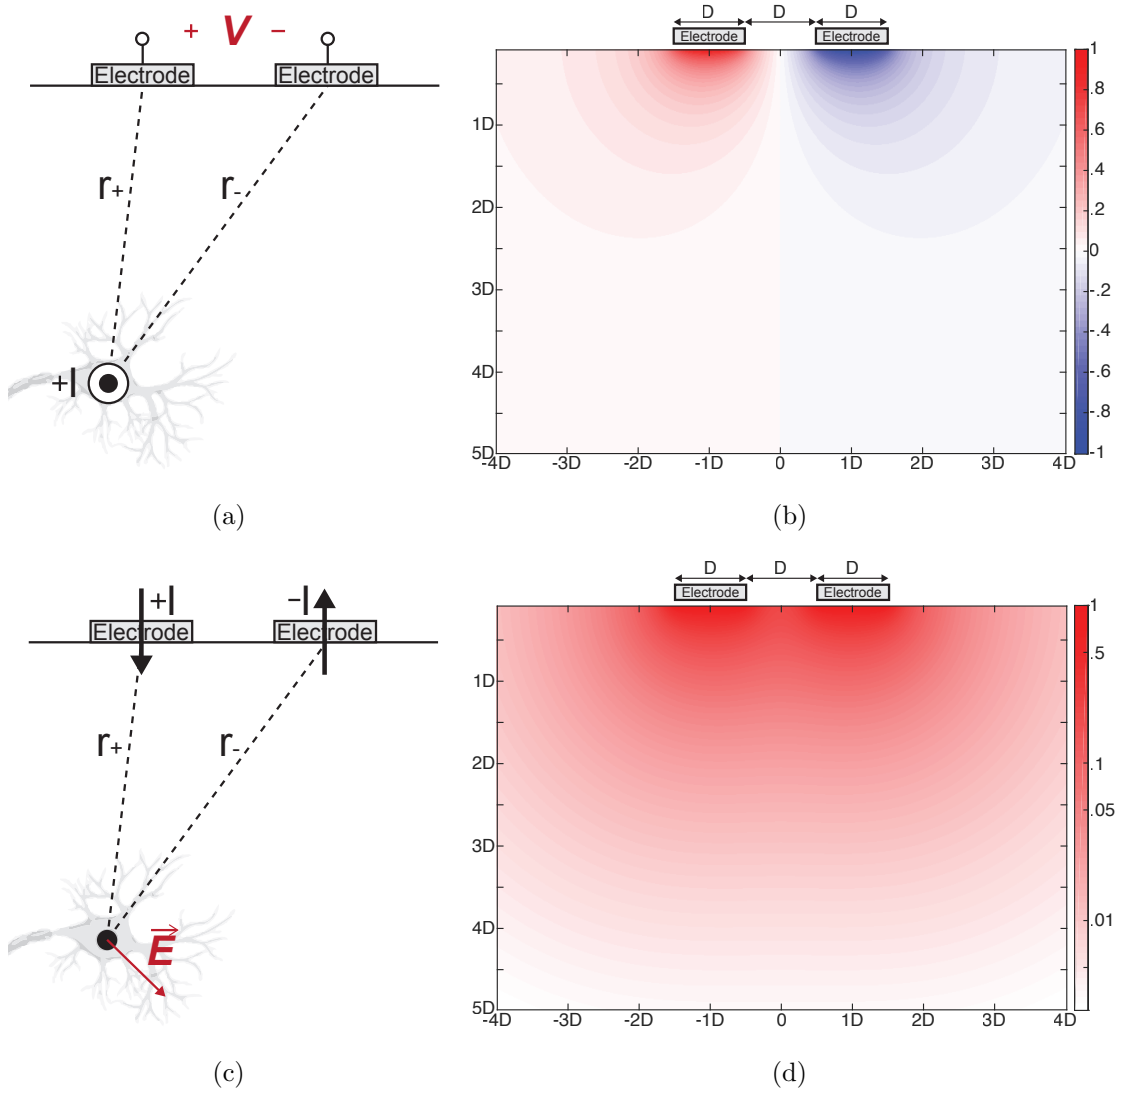 + V -
Electrode Electrode
r+ r-
+I
(a)
D D D
Electrode Electrode
1D
2D
3D
4D
5D
-4D -3D -2D -1D 0 1D 2D 3D 4D
1
.8
.6
.4
.2
0
-.2
-.4
-.6
-.8
-1
(b)
+I -I
Electrode Electrode
r+ r-
E
(c)
D D D
Electrode Electrode
1D
2D
3D
4D
5D
-4D -3D -2D -1D 0 1D 2D 3D 4D
1
.5
.1
.05
.01
(d)